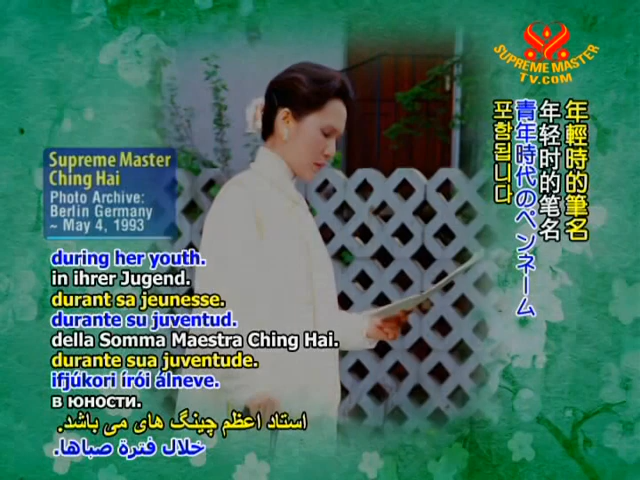 SUPREME MASTER
TV.COM
Supreme Master
Ching Hai
Photo Archive:
Berlin Germany
~ May 4, 1993
年輕時的筆名
年轻时的笔名
青年時代のペンネーム
포함됩니다
during her youth.
in ihrer Jugend.
durant sa jeunesse.
durante su juventud.
della Somma Maestra Ching Hai.
durante sua juventude.
ifjúkori írói álneve.
в юности.
استاد اعظم چینگ های می باشد.
خلال فترة صباها.